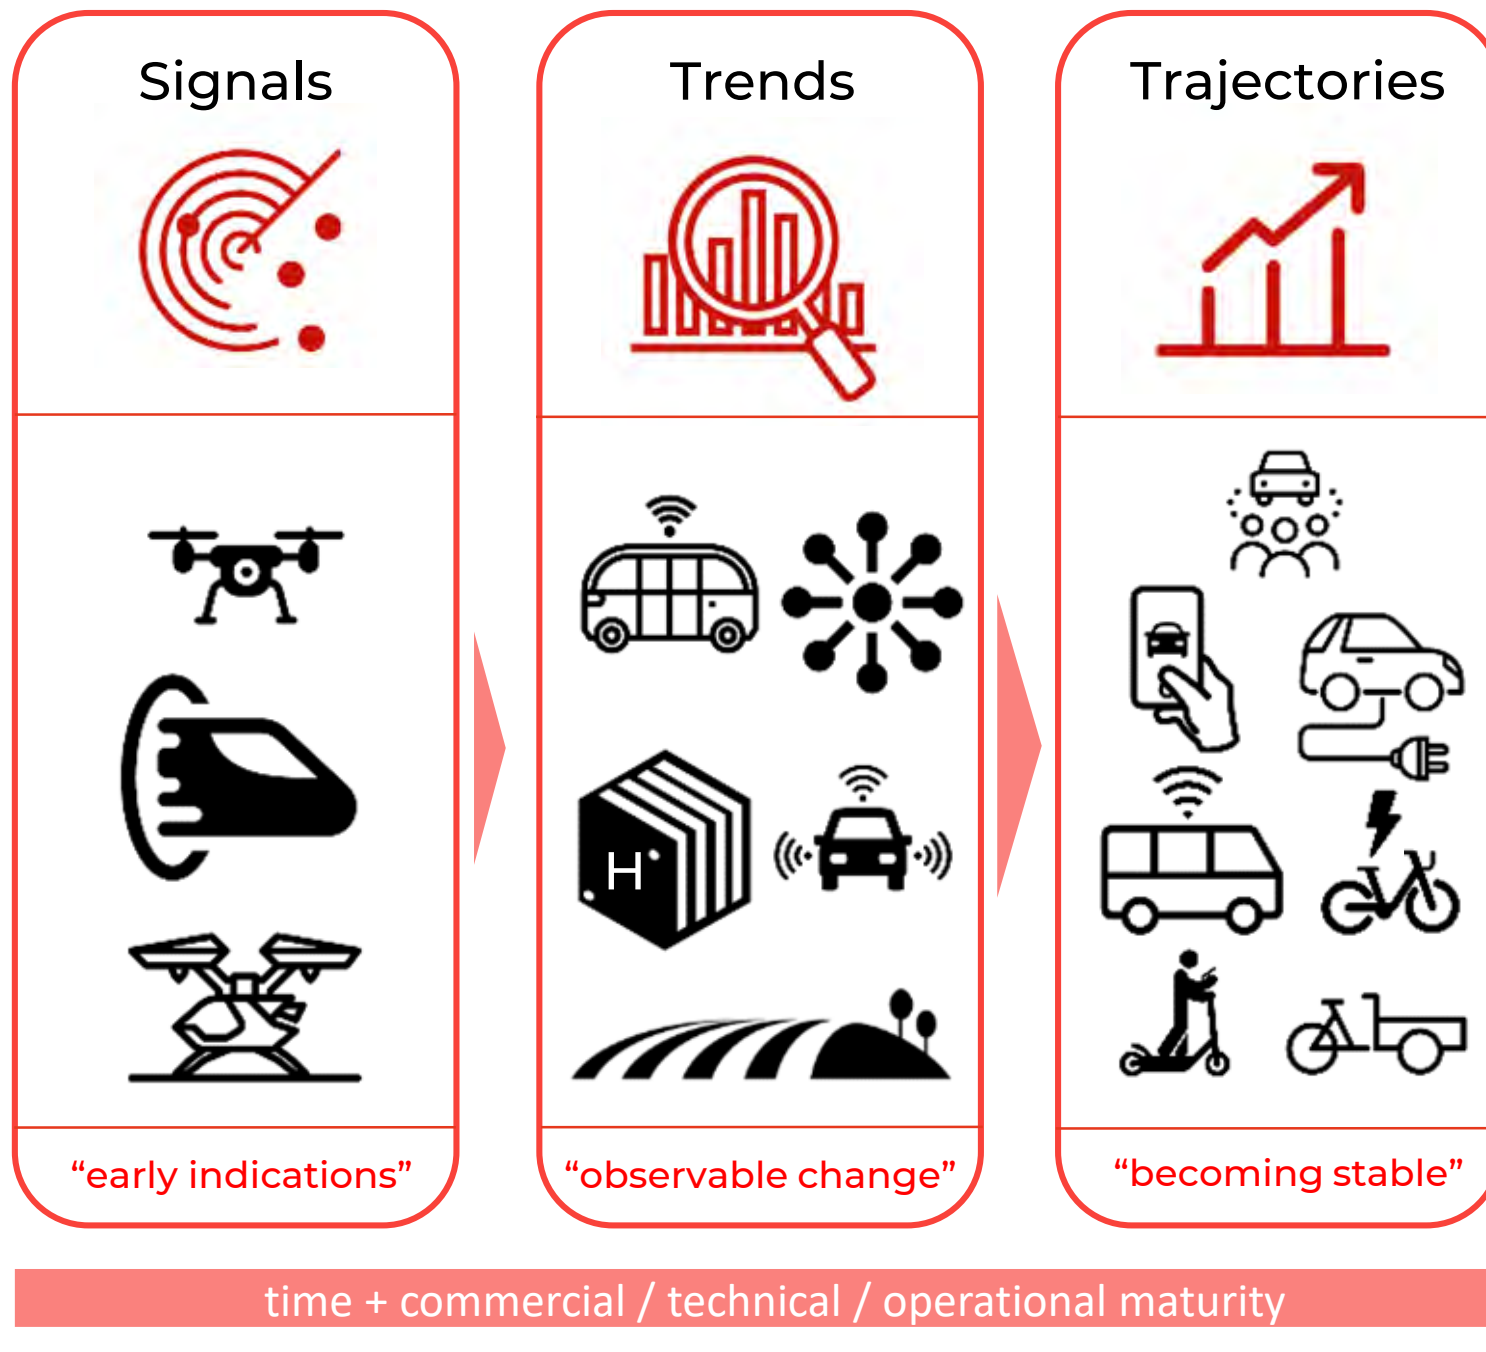 Signals
Trends
Trajectories
H
“early indications”
“observable change”
“becoming stable”
time + commercial / technical / operational maturity